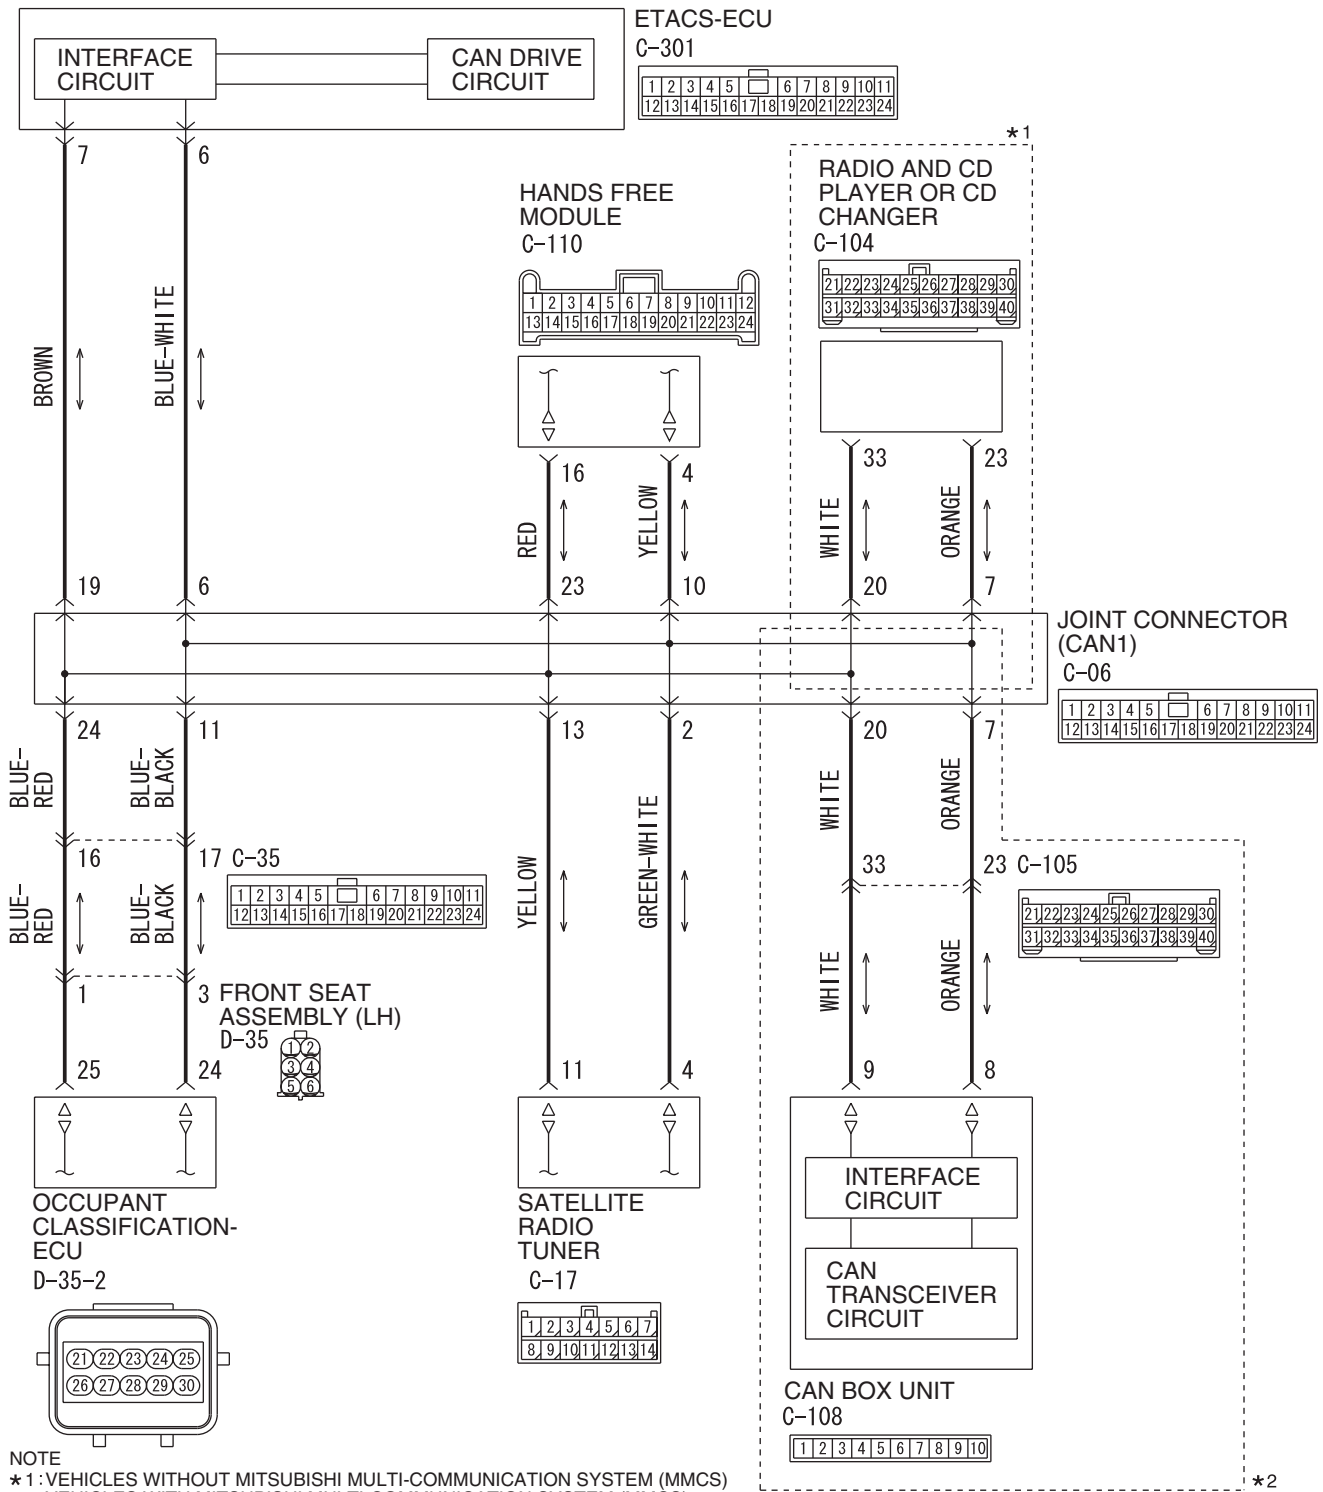 ETACS-ECU
C-301
INTERFACE
CIRCUIT
CAN DRIVE
CIRCUIT
1 2 3 4 5 6 7 8 9 10 11
12 13 14 15 16 17 18 19 20 21 22 23 24
7
6
*1
RADIO AND CD
PLAYER OR CD
CHANGER
C-104
21 22 23 24 25 26 27 28 29 30
31 32 33 34 35 36 37 38 39 40
HANDS FREE
MODULE
C-110
1 2 3 4 5 6 7 8 9 10 11 12
13 14 15 16 17 18 19 20 21 22 23 24
BROWN
BLUE-WHITE
16
4
33
23
RED
YELLOW
WHITE
ORANGE
19
6
23
10
20
7
JOINT CONNECTOR
(CAN1)
C-06
1 2 3 4 5 6 7 8 9 10 11
12 13 14 15 16 17 18 19 20 21 22 23 24
24
11
13
2
20
7
BLUE-
RED
BLUE-
BLACK
WHITE
ORANGE
YELLOW
GREEN-WHITE
16
17
C-35
1 2 3 4 5 6 7 8 9 10 11
12 13 14 15 16 17 18 19 20 21 22 23 24
33
23
C-105
21 22 23 24 25 26 27 28 29 30
31 32 33 34 35 36 37 38 39 40
BLUE-
RED
BLUE-
BLACK
WHITE
ORANGE
1
3
FRONT SEAT
ASSEMBLY (LH)
D-35
1 2
3 4
5 6
25
24
11
4
9
8
OCCUPANT
CLASSIFICATION-
ECU
D-35-2
21 22 23 24 25
26 27 28 29 30
SATELLITE
RADIO
TUNER
C-17
1 2 3 4 5 6 7
8 9 10 11 12 13 14
INTERFACE
CIRCUIT
CAN
TRANSCEIVER
CIRCUIT
CAN BOX UNIT
C-108
1 2 3 4 5 6 7 8 9 10
*2
NOTE
*1:VEHICLES WITHOUT MITSUBISHI MULTI-COMMUNICATION SYSTEM (MMCS)